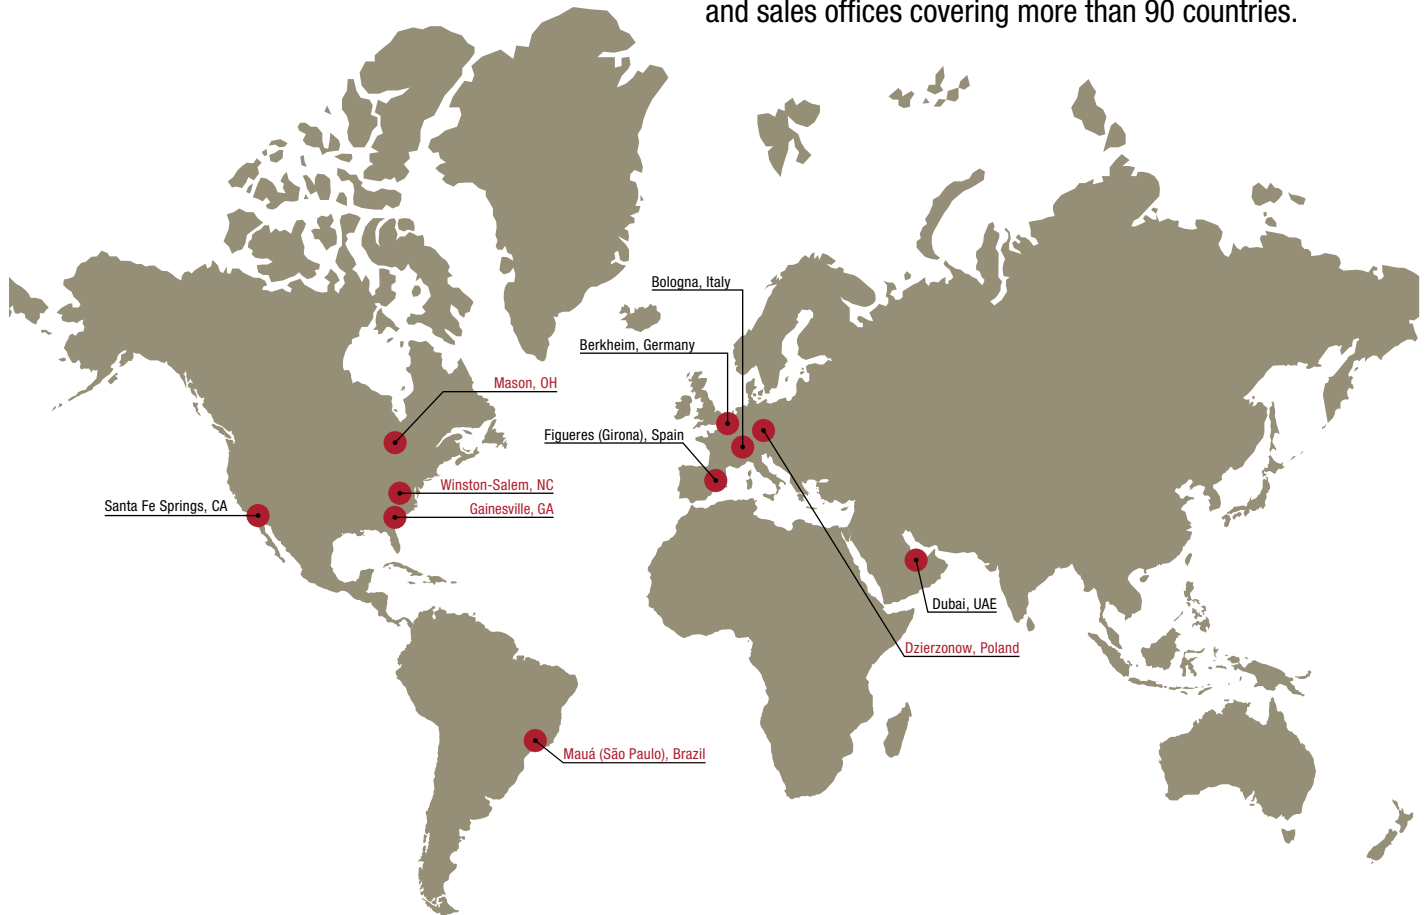 and sales offices covering more than 90 countries.
Bologna, Italy
Berkheim, Germany
Mason, OH
Figueres (Girona), Spain
Winston-Salem, NC
Santa Fe Springs, CA
Gainesville, GA
Dubai, UAE
Dzierzonow, Poland
Mauá (São Paulo), Brazil